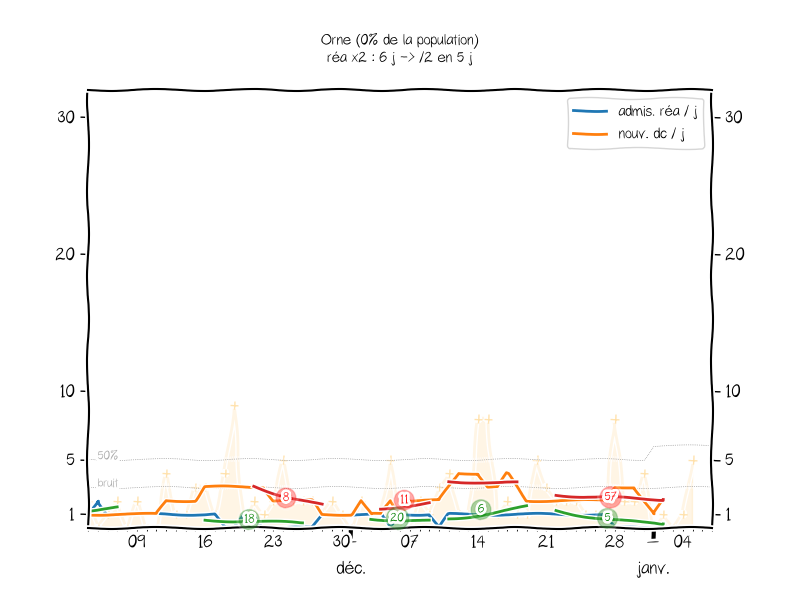 Orne (0% de la population)
réa x2 : 6 j -> /2 en 5 j
admis. réa / j
nouv. dc / j
30 30
20 20
10 10
50%
5 5
bruit
8 57
11
6
20
18 5
1 1
09 16 23 30 07 14 21 28 04
déc. janv.